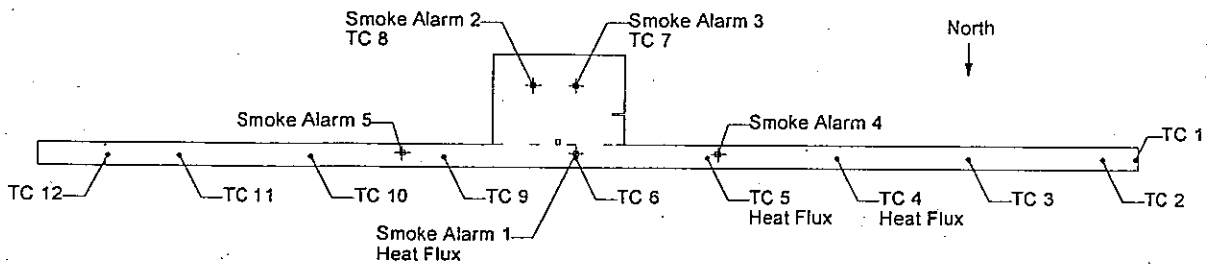 Smoke Alarm 2
TC 8
Smoke Alarm 3
TC 7
North
Smoke Alarm 5
Smoke Alarm 4
TC 1
TC 12
TC 11
TC 10
TC 9
TC 6
TC 5
Heat Flux
TC 4
Heat Flux
TC 3
TC 2
Smoke Alarm 1
Heat Flux